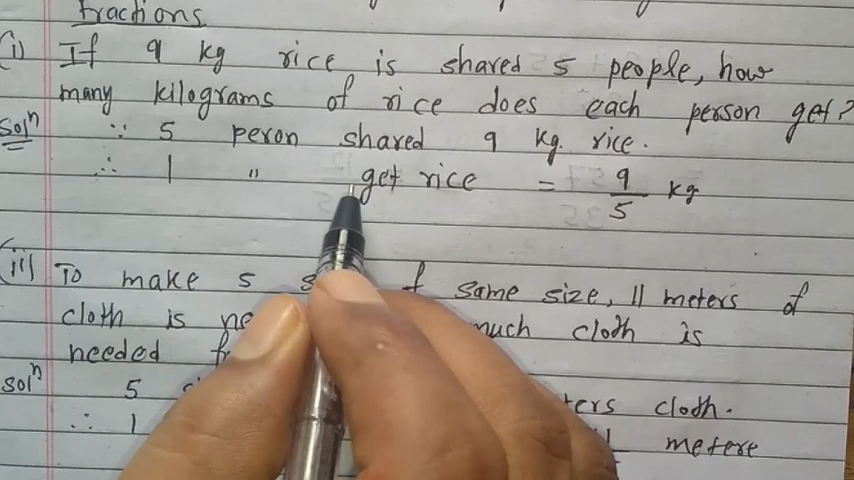 Fractions
(i) If 9 kg rice is shared 5 people, how
many kilograms of rice does each person get?
Solⁿ ∵ 5 peron shared 9 kg. rice.
∴ 1 " get rice = 9/5 kg
(ii) To make 5 of same size, 11 meters of
cloth is much cloth is
needed
Solⁿ 5 cloth.
∴ 1 metere